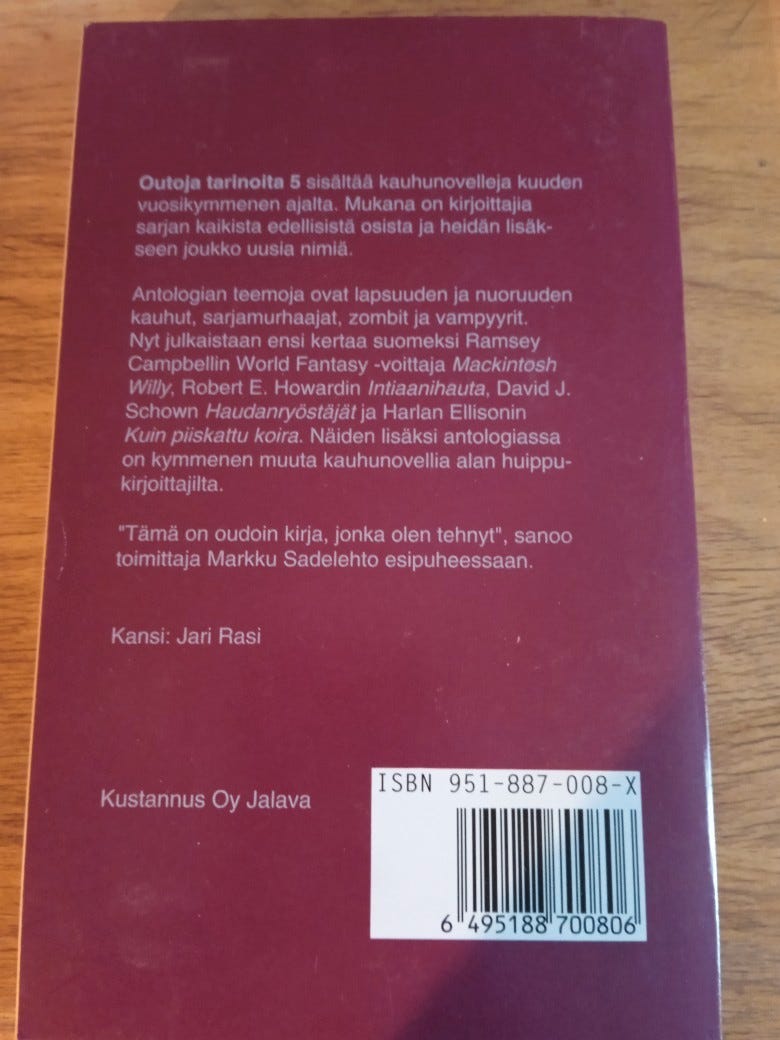 Outoja tarinoita 5 sisältää kauhunovelleja kuuden
vuosikymmenen ajalta. Mukana on kirjoittajia
sarjan kaikista edellisistä osista ja heidän lisäk-
seen joukko uusia nimiä.
Antologian teemoja ovat lapsuuden ja nuoruuden
kauhut, sarjamurhaajat, zombit ja vampyyrit.
Nyt julkaistaan ensi kertaa suomeksi Ramsey
Campbellin World Fantasy -voittaja Mackintosh
Willy, Robert E. Howardin Intiaanihauta, David J.
Schown Haudanryöstäjät ja Harlan Ellisonin
Kuin piiskattu koira. Näiden lisäksi antologiassa
on kymmenen muuta kauhunovellia alan huippu-
kirjoittajilta.
"Tämä on oudoin kirja, jonka olen tehnyt", sanoo
toimittaja Markku Sadelehto esipuheessaan.
Kansi: Jari Rasi
Kustannus Oy Jalava
ISBN 951-887-008-X
6 495188 700806